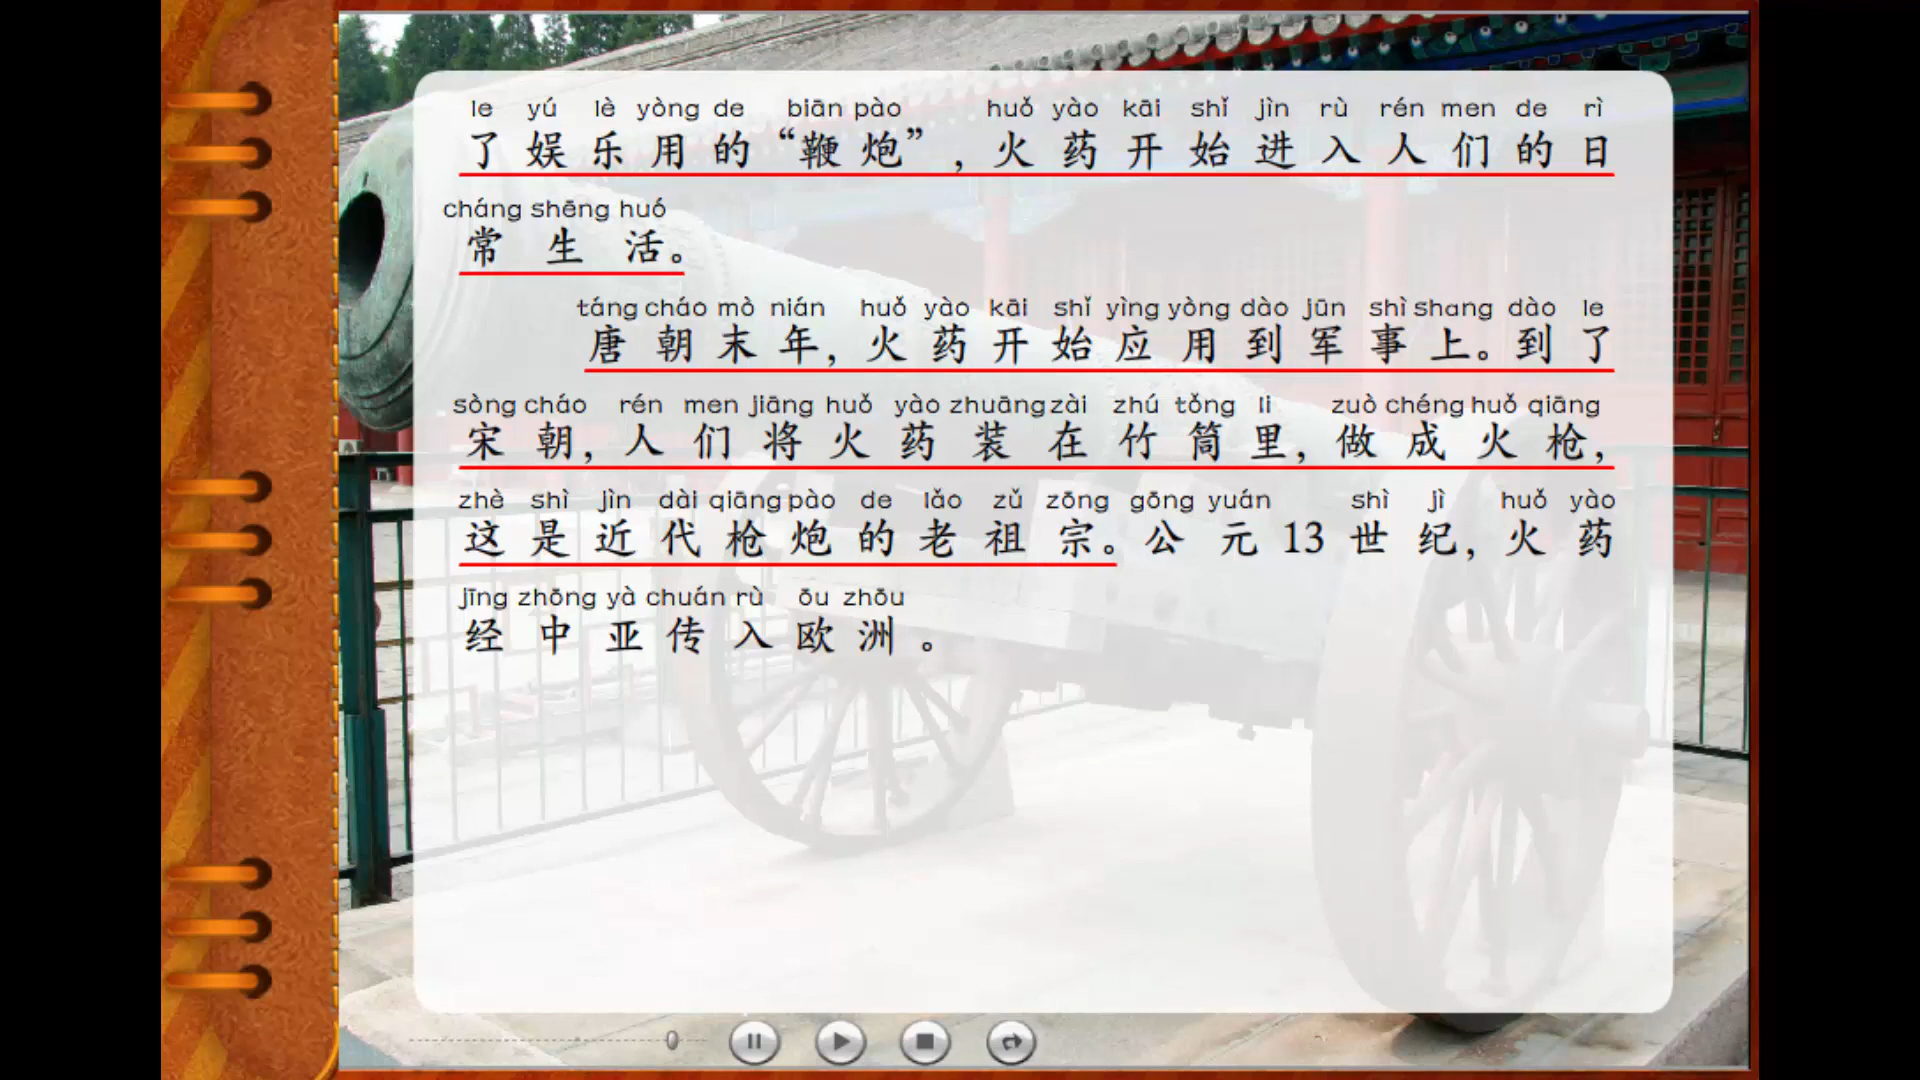 le yú lè yòng de biān pào huǒ yào kāi shǐ jìn rù rén men de rì
了娱乐用的“鞭炮”，火药开始进入人们的日
cháng shēng huó
常生活。
táng cháo mò nián huǒ yào kāi shǐ yìng yòng dào jūn shì shang dào le
唐朝末年，火药开始应用到军事上。到了
sòng cháo rén men jiāng huǒ yào zhuāng zài zhú tǒng li zuò chéng huǒ qiāng
宋朝，人们将火药装在竹筒里，做成火枪，
zhè shì jìn dài qiāng pào de lǎo zǔ zōng gōng yuán shì jì huǒ yào
这是近代枪炮的老祖宗。公元13世纪，火药
jīng zhōng yà chuán rù ōu zhōu
经中亚传入欧洲。